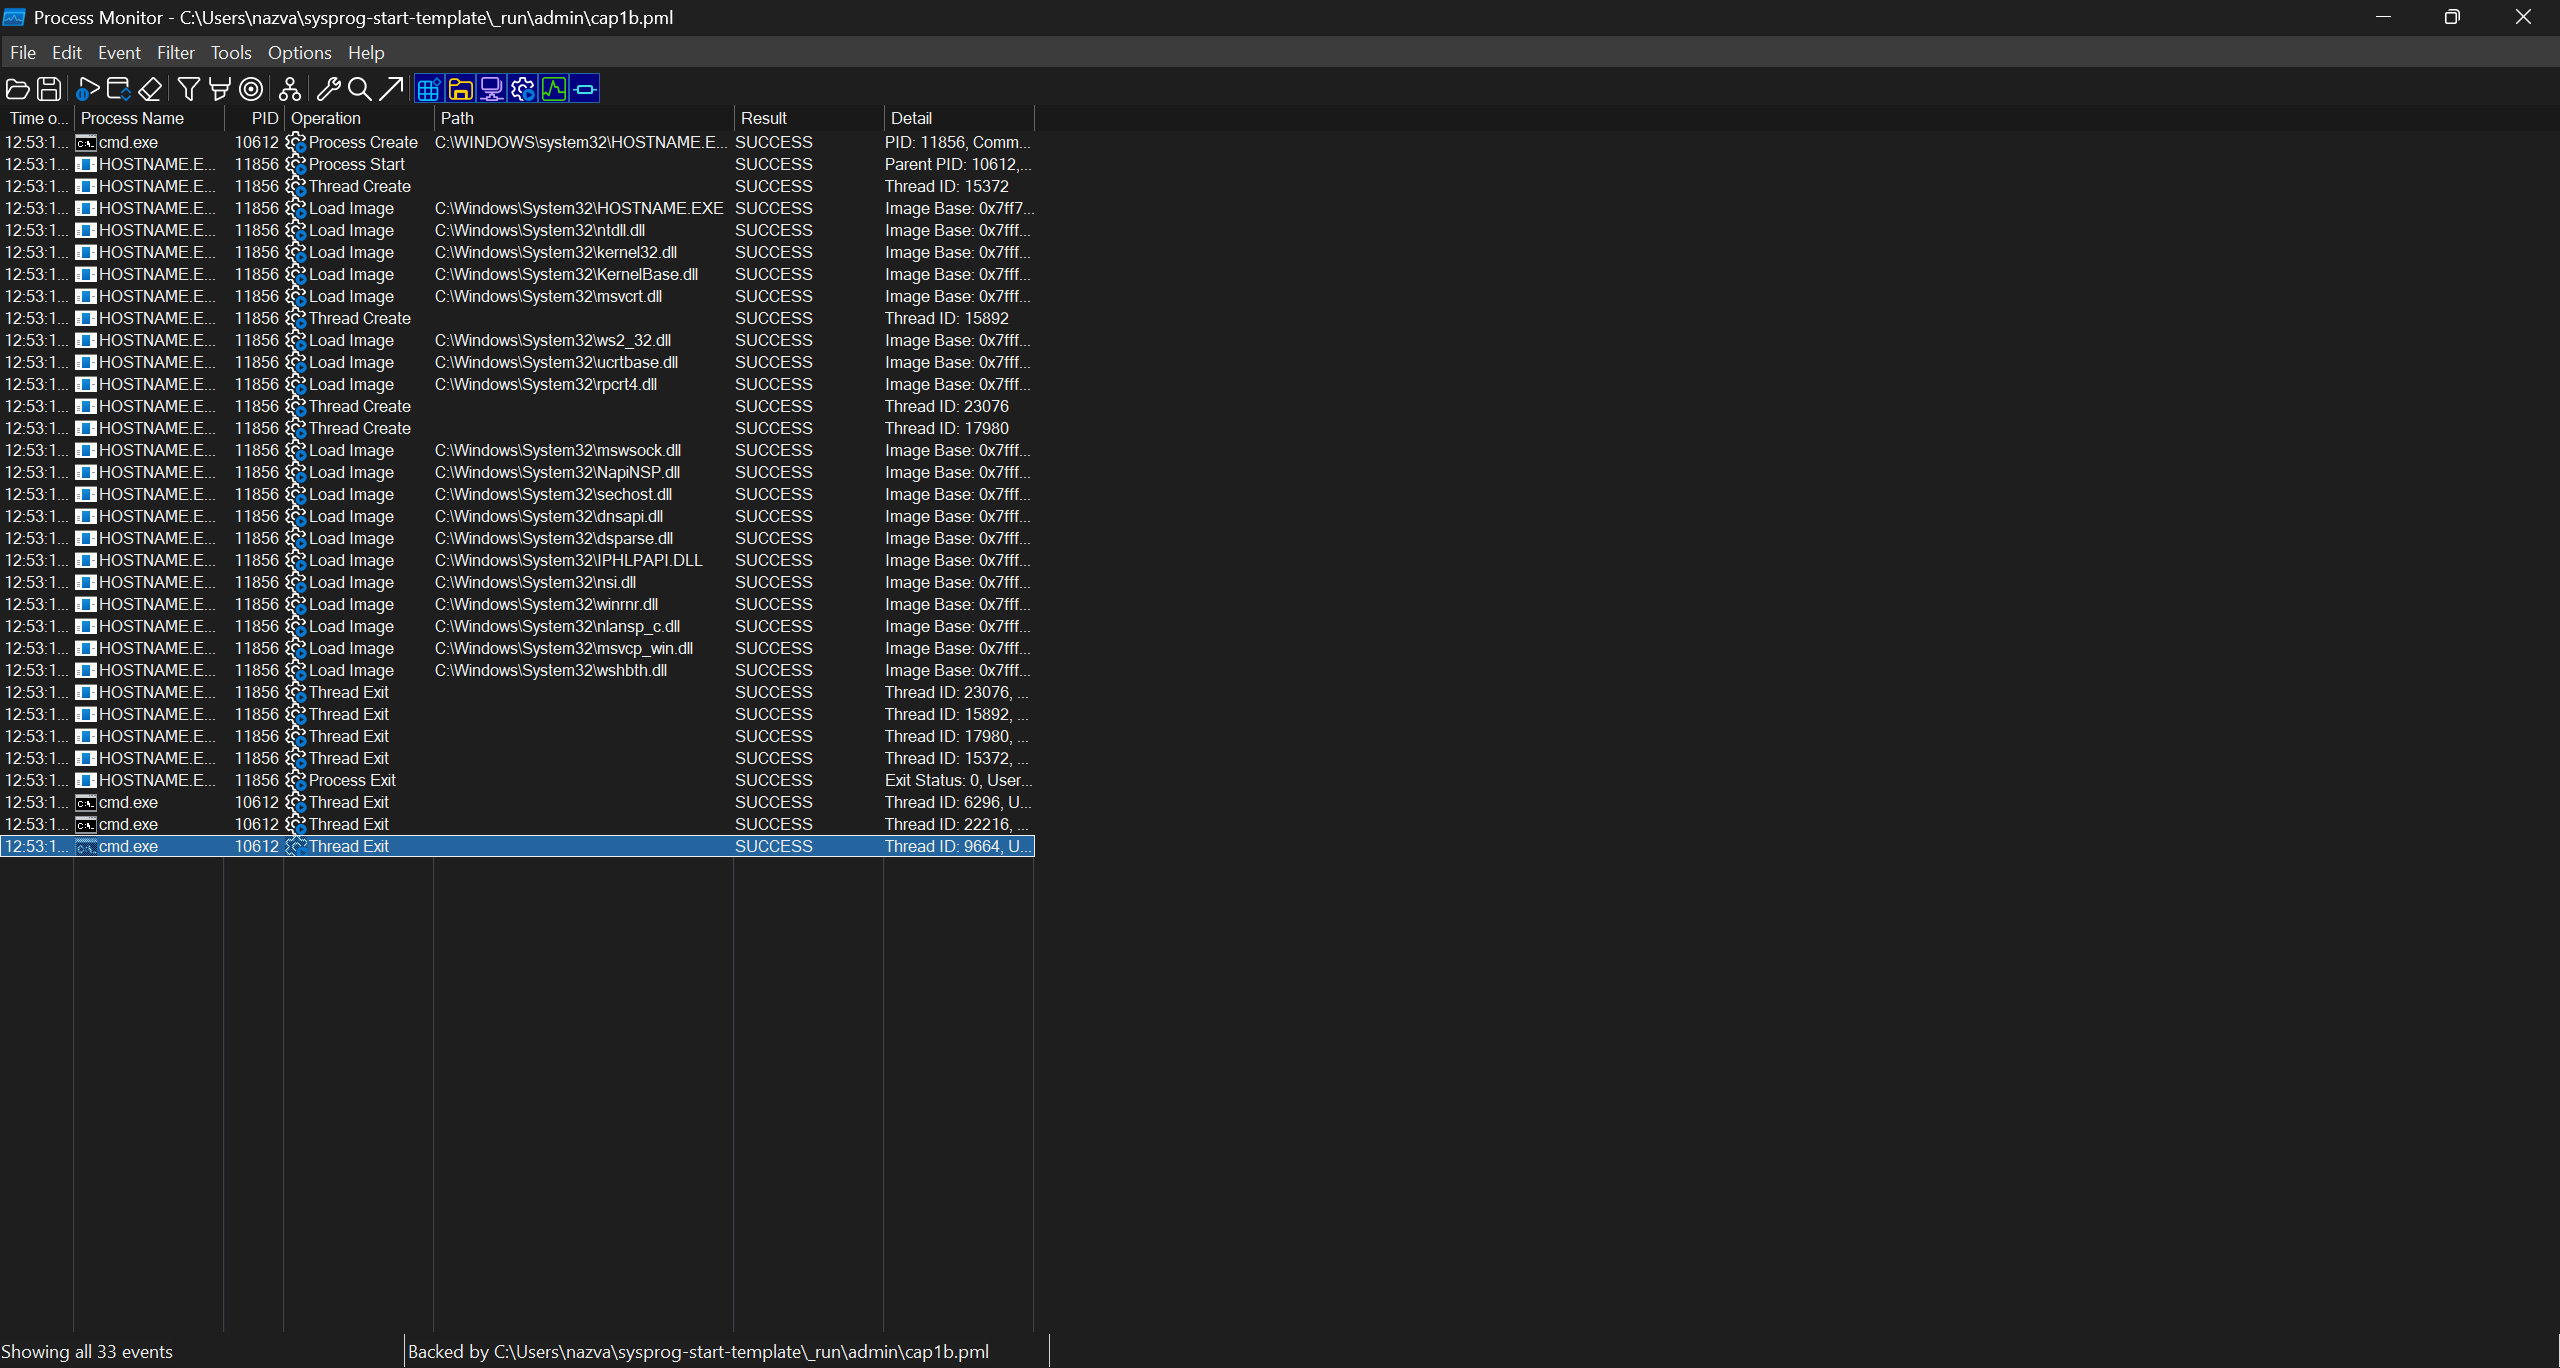 Process Monitor - C:\Users\nazva\sysprog-start-template\_run\admin\cap1b.pml
File Edit Event Filter Tools Options Help
Time o... Process Name PID Operation Path Result Detail
12:53:1... cmd.exe 10612 Process Create C:\WINDOWS\system32\HOSTNAME.E... SUCCESS PID: 11856, Comm...
12:53:1... HOSTNAME.E... 11856 Process Start SUCCESS Parent PID: 10612,...
12:53:1... HOSTNAME.E... 11856 Thread Create SUCCESS Thread ID: 15372
12:53:1... HOSTNAME.E... 11856 Load Image C:\Windows\System32\HOSTNAME.EXE SUCCESS Image Base: 0x7ff7...
12:53:1... HOSTNAME.E... 11856 Load Image C:\Windows\System32\ntdll.dll SUCCESS Image Base: 0x7fff...
12:53:1... HOSTNAME.E... 11856 Load Image C:\Windows\System32\kernel32.dll SUCCESS Image Base: 0x7fff...
12:53:1... HOSTNAME.E... 11856 Load Image C:\Windows\System32\KernelBase.dll SUCCESS Image Base: 0x7fff...
12:53:1... HOSTNAME.E... 11856 Load Image C:\Windows\System32\msvcrt.dll SUCCESS Image Base: 0x7fff...
12:53:1... HOSTNAME.E... 11856 Thread Create SUCCESS Thread ID: 15892
12:53:1... HOSTNAME.E... 11856 Load Image C:\Windows\System32\ws2_32.dll SUCCESS Image Base: 0x7fff...
12:53:1... HOSTNAME.E... 11856 Load Image C:\Windows\System32\ucrtbase.dll SUCCESS Image Base: 0x7fff...
12:53:1... HOSTNAME.E... 11856 Load Image C:\Windows\System32\rpcrt4.dll SUCCESS Image Base: 0x7fff...
12:53:1... HOSTNAME.E... 11856 Thread Create SUCCESS Thread ID: 23076
12:53:1... HOSTNAME.E... 11856 Thread Create SUCCESS Thread ID: 17980
12:53:1... HOSTNAME.E... 11856 Load Image C:\Windows\System32\mswsock.dll SUCCESS Image Base: 0x7fff...
12:53:1... HOSTNAME.E... 11856 Load Image C:\Windows\System32\NapiNSP.dll SUCCESS Image Base: 0x7fff...
12:53:1... HOSTNAME.E... 11856 Load Image C:\Windows\System32\sechost.dll SUCCESS Image Base: 0x7fff...
12:53:1... HOSTNAME.E... 11856 Load Image C:\Windows\System32\dnsapi.dll SUCCESS Image Base: 0x7fff...
12:53:1... HOSTNAME.E... 11856 Load Image C:\Windows\System32\dsparse.dll SUCCESS Image Base: 0x7fff...
12:53:1... HOSTNAME.E... 11856 Load Image C:\Windows\System32\IPHLPAPI.DLL SUCCESS Image Base: 0x7fff...
12:53:1... HOSTNAME.E... 11856 Load Image C:\Windows\System32\nsi.dll SUCCESS Image Base: 0x7fff...
12:53:1... HOSTNAME.E... 11856 Load Image C:\Windows\System32\winrnr.dll SUCCESS Image Base: 0x7fff...
12:53:1... HOSTNAME.E... 11856 Load Image C:\Windows\System32\nlansp_c.dll SUCCESS Image Base: 0x7fff...
12:53:1... HOSTNAME.E... 11856 Load Image C:\Windows\System32\msvcp_win.dll SUCCESS Image Base: 0x7fff...
12:53:1... HOSTNAME.E... 11856 Load Image C:\Windows\System32\wshbth.dll SUCCESS Image Base: 0x7fff...
12:53:1... HOSTNAME.E... 11856 Thread Exit SUCCESS Thread ID: 23076, ...
12:53:1... HOSTNAME.E... 11856 Thread Exit SUCCESS Thread ID: 15892, ...
12:53:1... HOSTNAME.E... 11856 Thread Exit SUCCESS Thread ID: 17980, ...
12:53:1... HOSTNAME.E... 11856 Thread Exit SUCCESS Thread ID: 15372, ...
12:53:1... HOSTNAME.E... 11856 Process Exit SUCCESS Exit Status: 0, User...
12:53:1... cmd.exe 10612 Thread Exit SUCCESS Thread ID: 6296, U...
12:53:1... cmd.exe 10612 Thread Exit SUCCESS Thread ID: 22216, ...
12:53:1... cmd.exe 10612 Thread Exit SUCCESS Thread ID: 9664, U...
Showing all 33 events Backed by C:\Users\nazva\sysprog-start-template\_run\admin\cap1b.pml